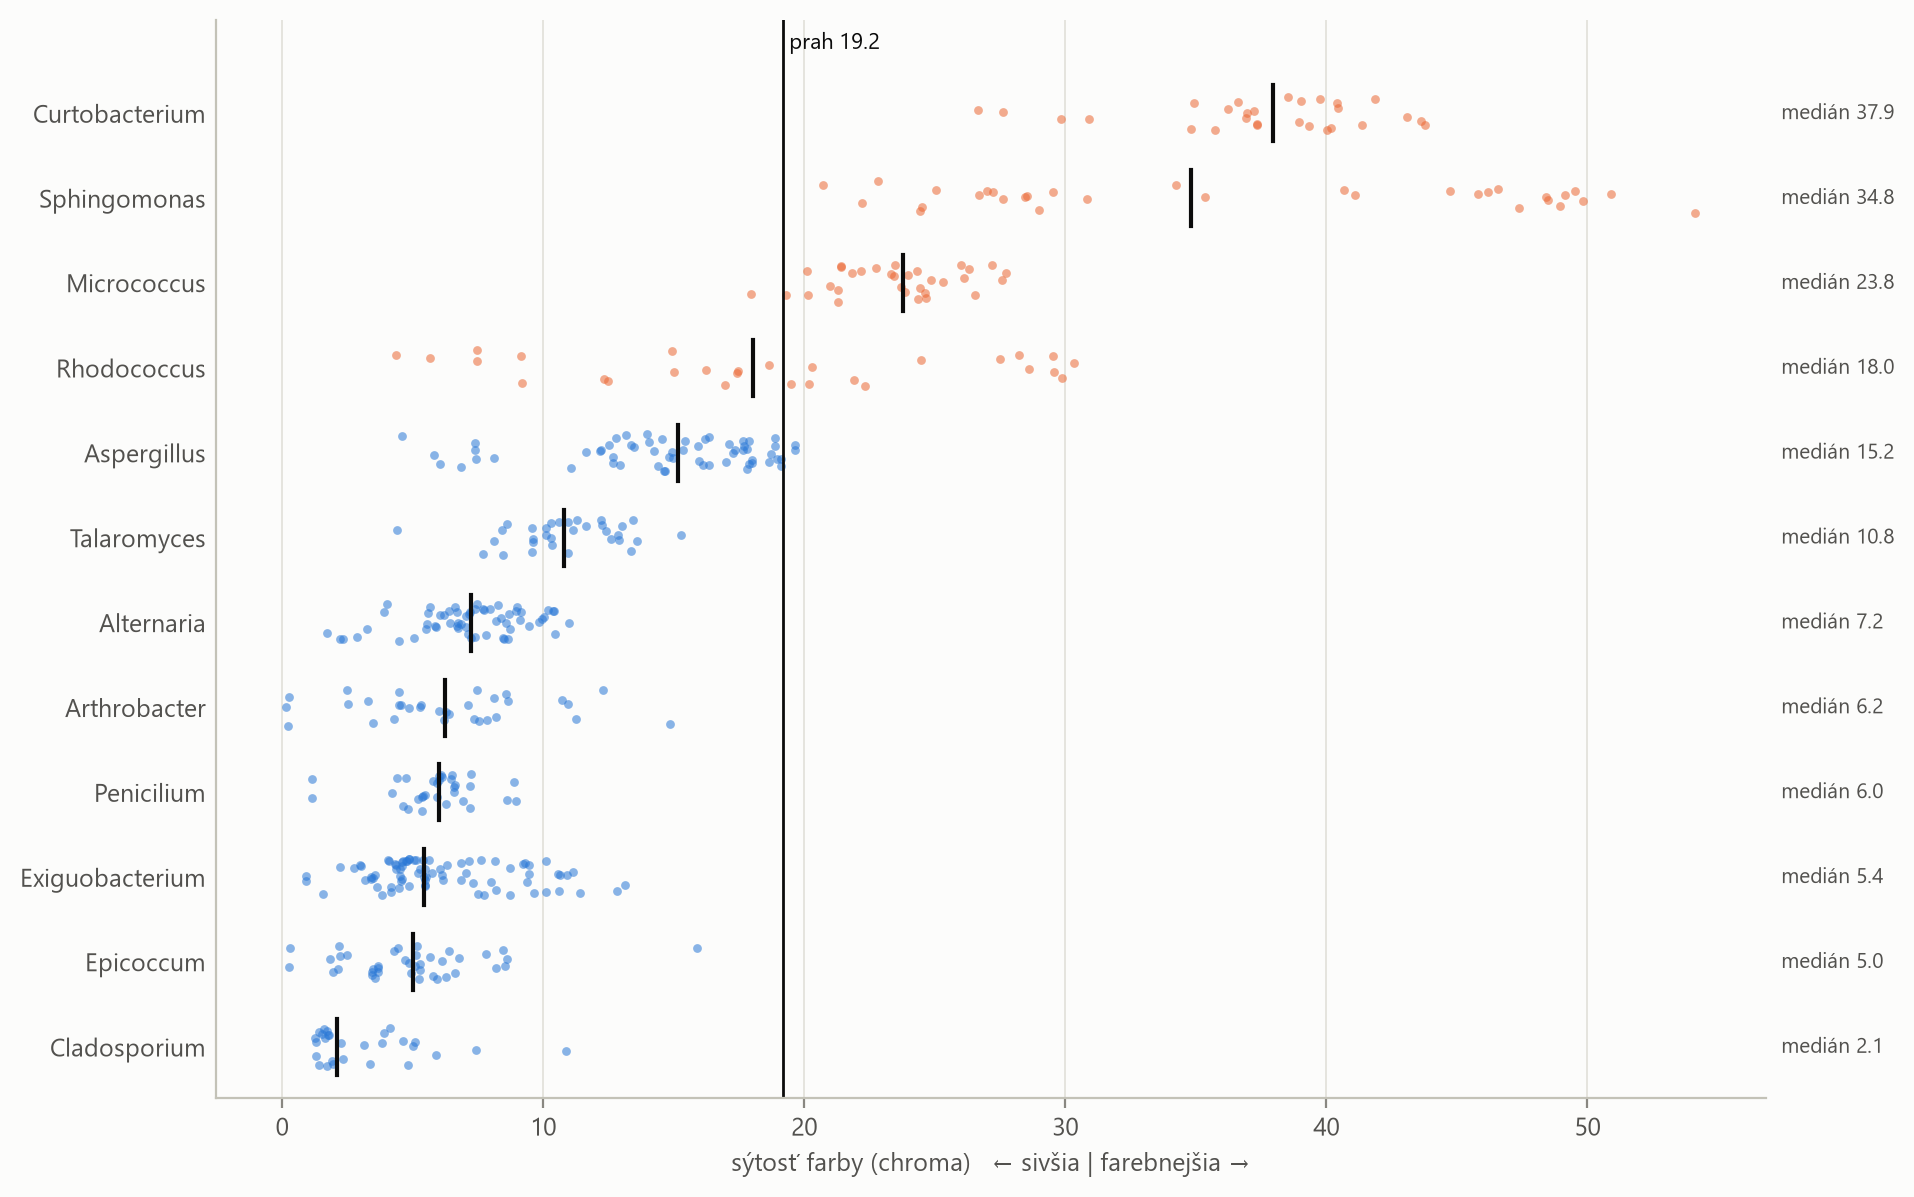 prah 19.2
Curtobacterium medián 37.9
Sphingomonas medián 34.8
Micrococcus medián 23.8
Rhodococcus medián 18.0
Aspergillus medián 15.2
Talaromyces medián 10.8
Alternaria medián 7.2
Arthrobacter medián 6.2
Penicilium medián 6.0
Exiguobacterium medián 5.4
Epicoccum medián 5.0
Cladosporium medián 2.1
0 10 20 30 40 50
sýtosť farby (chroma) ← sivšia | farebnejšia →